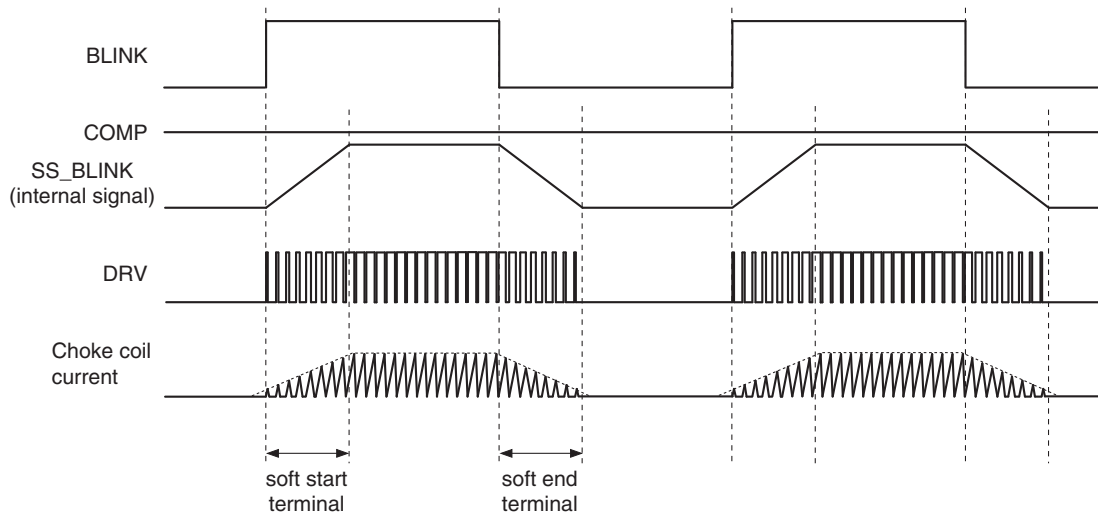 BLINK
COMP
SS_BLINK
(internal signal)
DRV
Choke coil
current
soft start
terminal
soft end
terminal